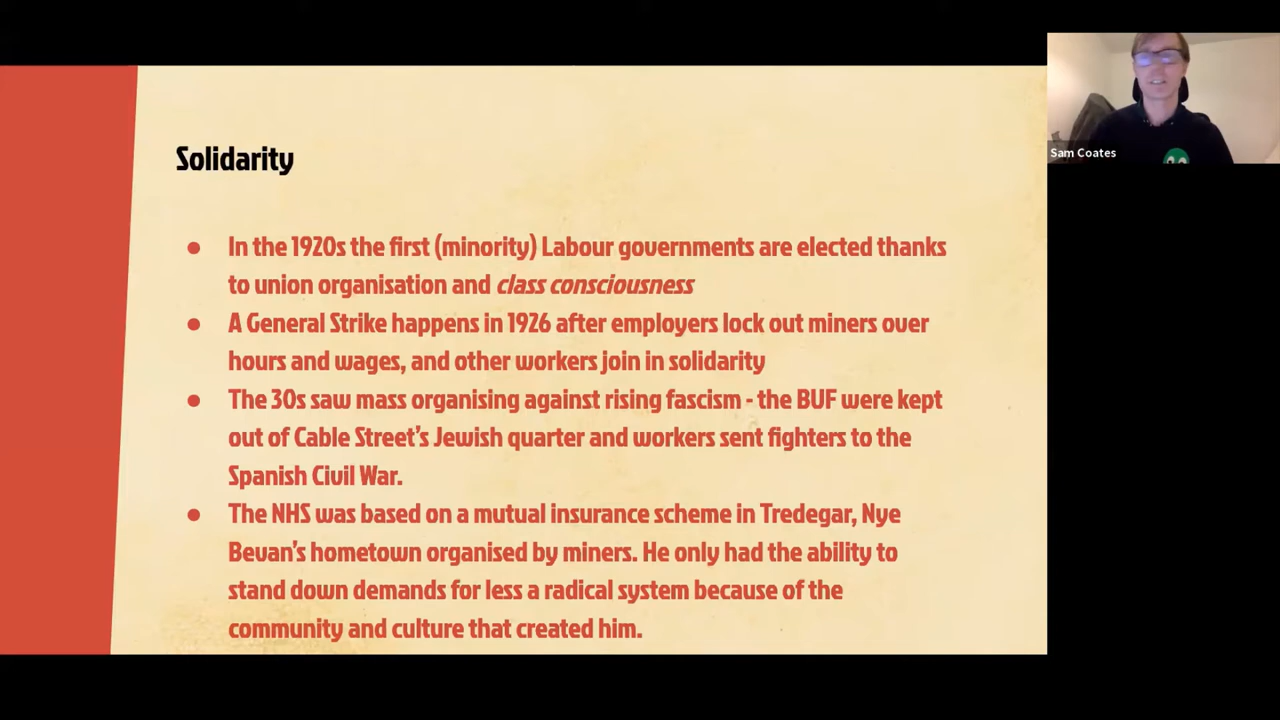 Solidarity
● In the 1920s the first (minority) Labour governments are elected thanks
to union organisation and class consciousness
● A General Strike happens in 1926 after employers lock out miners over
hours and wages, and other workers join in solidarity
● The 30s saw mass organising against rising fascism - the BUF were kept
out of Cable Street's Jewish quarter and workers sent fighters to the
Spanish Civil War.
● The NHS was based on a mutual insurance scheme in Tredegar, Nye
Bevan's hometown organised by miners. He only had the ability to
stand down demands for less a radical system because of the
community and culture that created him.
Sam Coates